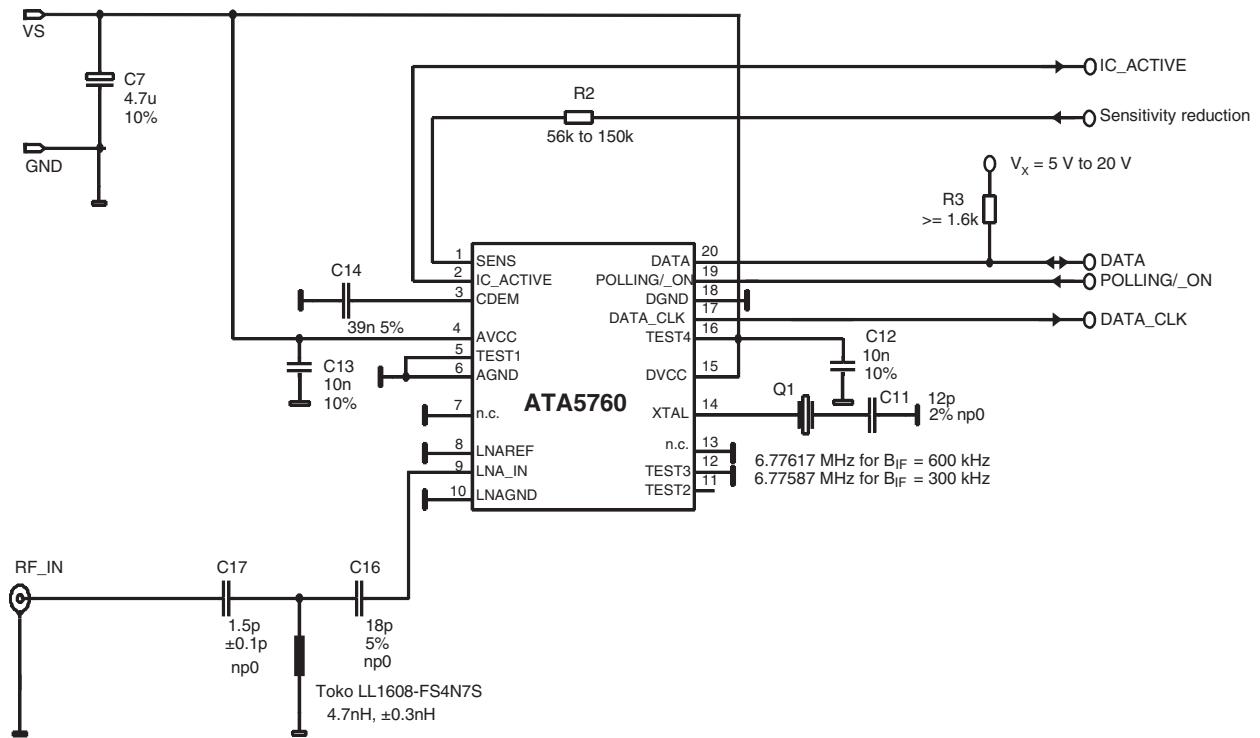 VS
C7
4.7u
10%
GND
IC_ACTIVE
R2
56k to 150k
Sensitivity reduction
VX = 5 V to 20 V
R3
>= 1.6k
C14
39n 5%
C13
10n
10%
1 SENS
2 IC_ACTIVE
3 CDEM
4 AVCC
5 TEST1
6 AGND
7 n.c.
8 LNAREF
9 LNA_IN
10 LNAGND
ATA5760
DATA 20
POLLING/_ON 19
DGND 18
DATA_CLK 17
TEST4 16
DVCC 15
XTAL 14
n.c. 13
TEST3 12
TEST2 11
DATA
POLLING/_ON
DATA_CLK
C12
10n
10%
Q1
C11
12p
2% np0
6.77617 MHz for BIF = 600 kHz
6.77587 MHz for BIF = 300 kHz
RF_IN
C17
1.5p
±0.1p
np0
C16
18p
5%
np0
Toko LL1608-FS4N7S
4.7nH, ±0.3nH